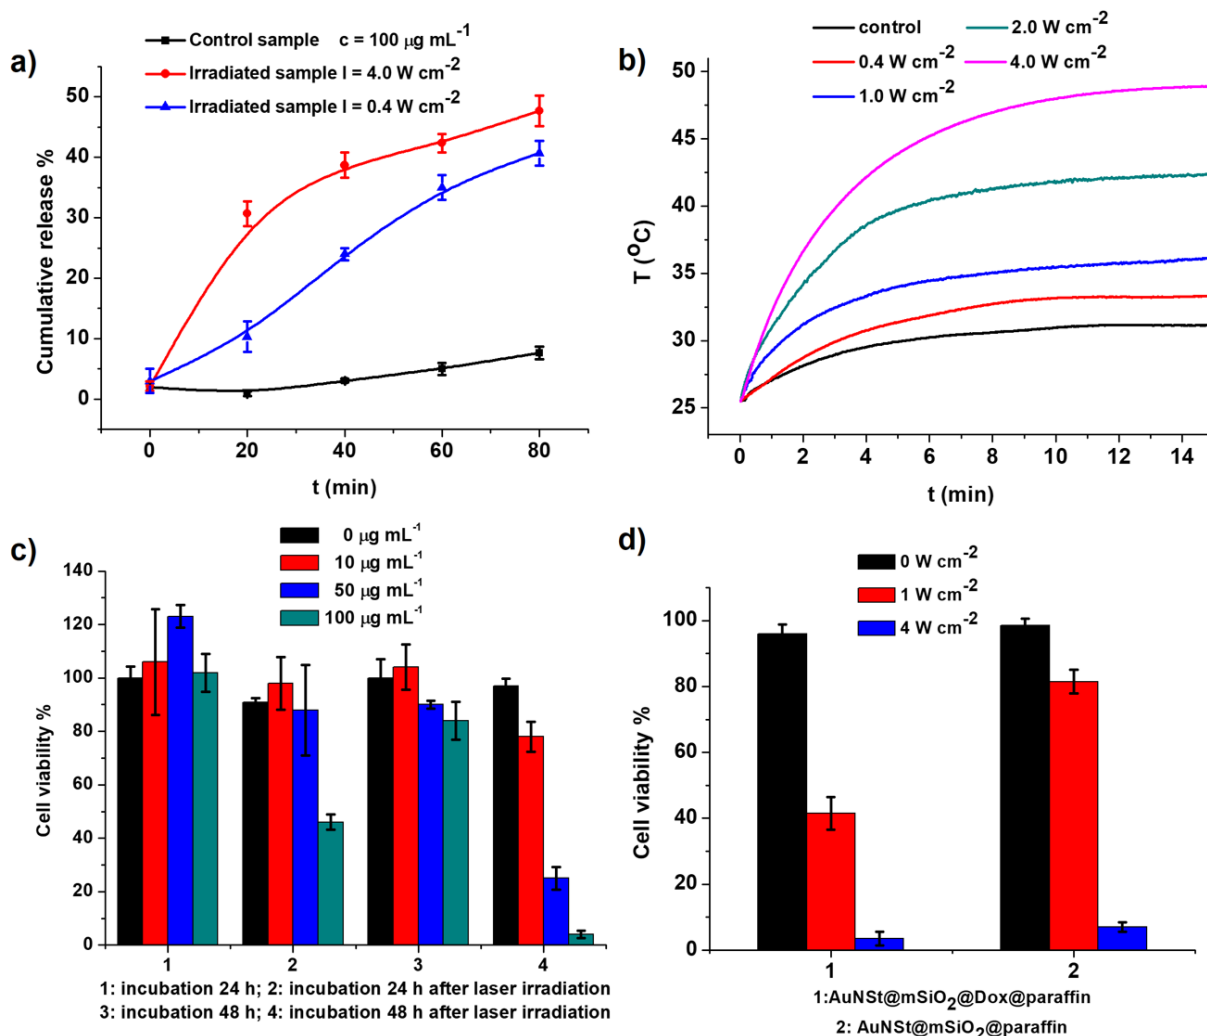 a)
Control sample c = 100 μg mL⁻¹
Irradiated sample I = 4.0 W cm⁻²
Irradiated sample I = 0.4 W cm⁻²
Cumulative release %
50
40
30
20
10
0
0 20 40 60 80
t (min)
b)
control 2.0 W cm⁻²
0.4 W cm⁻² 4.0 W cm⁻²
1.0 W cm⁻²
T (°C)
50
45
40
35
30
25
0 2 4 6 8 10 12 14
t (min)
c)
0 μg mL⁻¹
10 μg mL⁻¹
50 μg mL⁻¹
100 μg mL⁻¹
Cell viability %
140
120
100
80
60
40
20
0
1 2 3 4
1: incubation 24 h; 2: incubation 24 h after laser irradiation
3: incubation 48 h; 4: incubation 48 h after laser irradiation
d)
0 W cm⁻²
1 W cm⁻²
4 W cm⁻²
Cell viability %
100
80
60
40
20
0
1 2
1:AuNSt@mSiO₂@Dox@paraffin
2: AuNSt@mSiO₂@paraffin